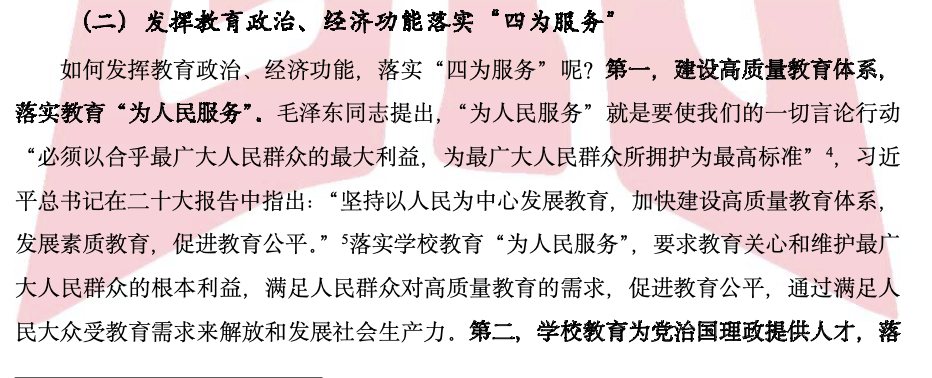 （二）发挥教育政治、经济功能落实“四为服务”
如何发挥教育政治、经济功能，落实“四为服务”呢？第一，建设高质量教育体系，
落实教育“为人民服务”。毛泽东同志提出，“为人民服务”就是要使我们的一切言论行动
“必须以合乎最广大人民群众的最大利益，为最广大人民群众所拥护为最高标准”4，习近
平总书记在二十大报告中指出：“坚持以人民为中心发展教育，加快建设高质量教育体系，
发展素质教育，促进教育公平。”5落实学校教育“为人民服务”，要求教育关心和维护最广
大人民群众的根本利益，满足人民群众对高质量教育的需求，促进教育公平，通过满足人
民大众受教育需求来解放和发展社会生产力。第二，学校教育为党治国理政提供人才，落